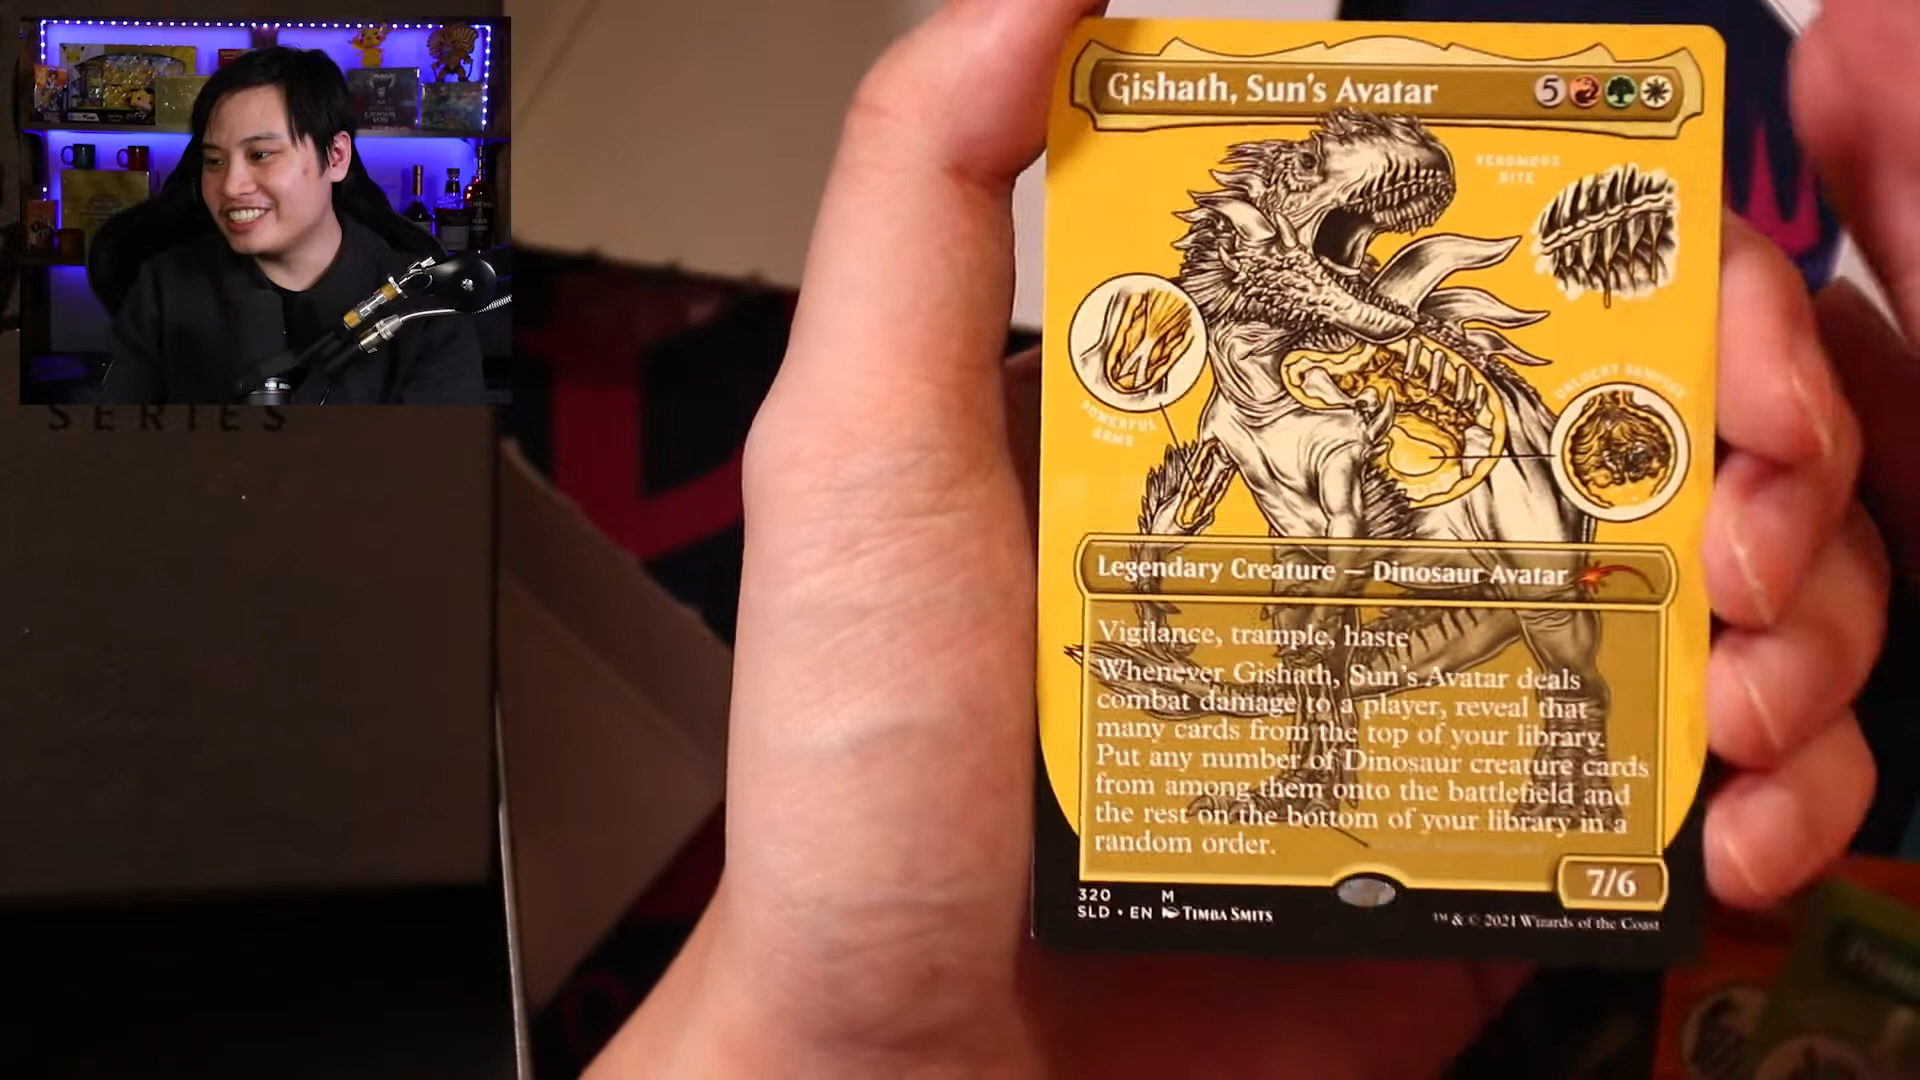 SERIES
Gishath, Sun's Avatar
5
VENOMOUS
BITE
POWERFUL
ARMS
UNLUCKY VAMPIRE
Legendary Creature — Dinosaur Avatar
Vigilance, trample, haste
Whenever Gishath, Sun's Avatar deals
combat damage to a player, reveal that
many cards from the top of your library.
Put any number of Dinosaur creature cards
from among them onto the battlefield and
the rest on the bottom of your library in a
random order.
7/6
320 M
SLD • EN TIMBA SMITS
™ & © 2021 Wizards of the Coast